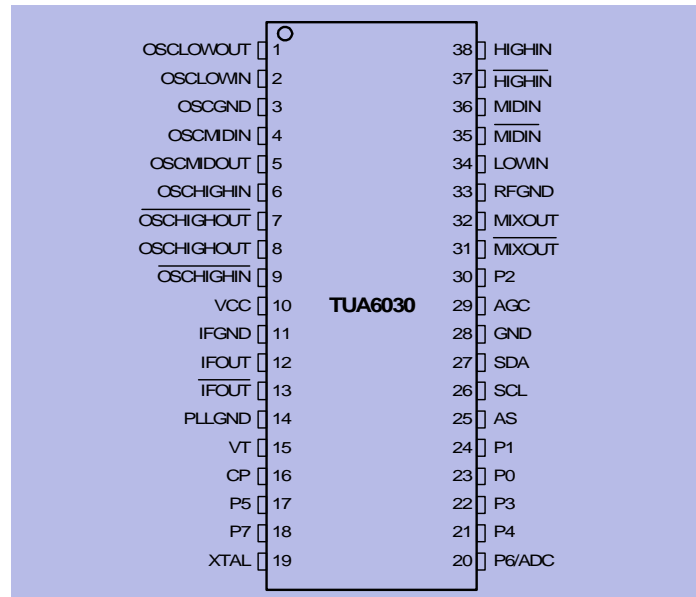 OSCLOWOUT 1 38 HIGHIN
OSCLOWIN 2 37 HIGHIN
OSCGND 3 36 MIDIN
OSCMIDIN 4 35 MIDIN
OSCMIDOUT 5 34 LOWIN
OSCHIGHIN 6 33 RFGND
OSCHIGHOUT 7 32 MIXOUT
OSCHIGHOUT 8 31 MIXOUT
OSCHIGHIN 9 30 P2
VCC 10 TUA6030 29 AGC
IFGND 11 28 GND
IFOUT 12 27 SDA
IFOUT 13 26 SCL
PLLGND 14 25 AS
VT 15 24 P1
CP 16 23 P0
P5 17 22 P3
P7 18 21 P4
XTAL 19 20 P6/ADC